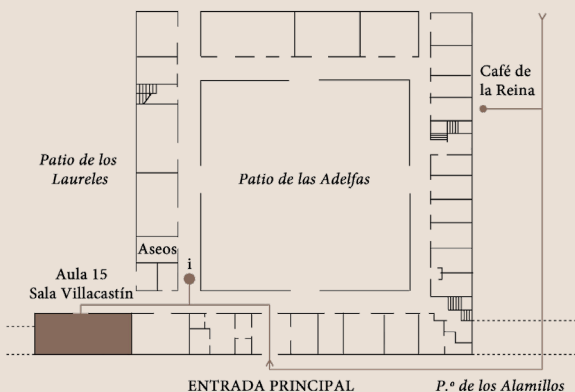 Café de
la Reina
Patio de los
Laureles
Patio de las Adelfas
Aseos
i
Aula 15
Sala Villacastín
ENTRADA PRINCIPAL
P.º de los Alamillos